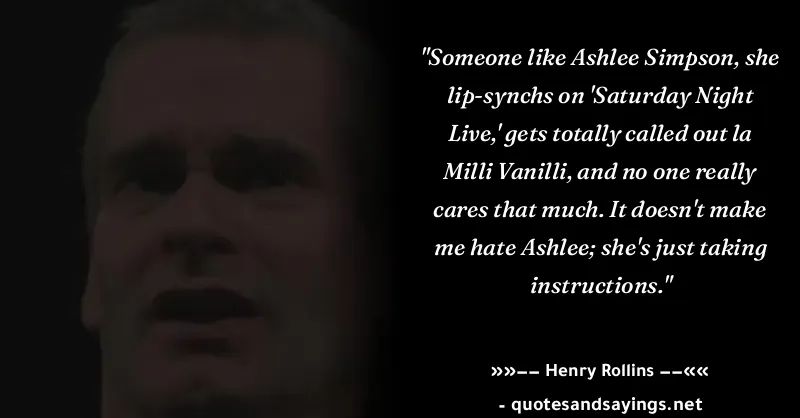 "Someone like Ashlee Simpson, she
lip-synchs on 'Saturday Night
Live,' gets totally called out la
Milli Vanilli, and no one really
cares that much. It doesn't make
me hate Ashlee; she's just taking
instructions."
»»–– Henry Rollins ––««
- quotesandsayings.net